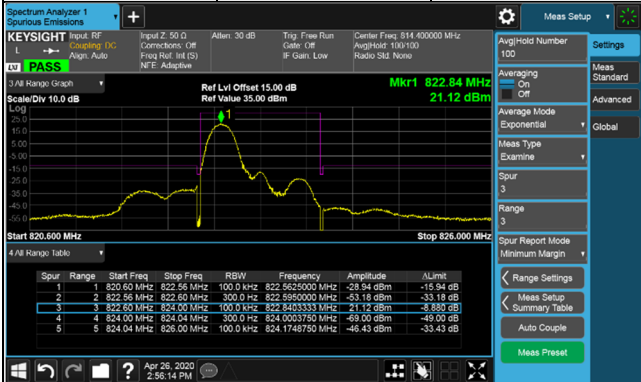 Spectrum Analyzer 1
Spurious Emissions
+
Meas Setup
KEYSIGHT
L
Input: RF
Coupling: DC
Align: Auto
Input Z: 50 Ω
Corrections: Off
Freq Ref: Int (S)
NFE: Adaptive
Atten: 30 dB
Trig: Free Run
Gate: Off
IF Gain: Low
Center Freq: 814.400000 MHz
Avg|Hold: 100/100
Radio Std: None
LXI PASS
3 All Range Graph
Scale/Div 10.0 dB
Ref Lvl Offset 15.00 dB
Ref Value 35.00 dBm
Mkr1 822.84 MHz
21.12 dBm
Log
25.0
15.0
5.00
-5.00
-15.0
-25.0
-35.0
-45.0
-55.0
1
Start 820.600 MHz
Stop 826.000 MHz
4 All Range Table
Spur Range Start Freq Stop Freq RBW Frequency Amplitude ΔLimit
1 1 820.60 MHz 822.56 MHz 100.0 kHz 822.5625000 MHz -28.94 dBm -15.94 dB
2 2 822.56 MHz 822.60 MHz 300.0 Hz 822.5950000 MHz -53.18 dBm -33.18 dB
3 3 822.60 MHz 824.00 MHz 100.0 kHz 822.8403333 MHz 21.12 dBm -8.880 dB
4 4 824.00 MHz 824.04 MHz 300.0 Hz 824.0003750 MHz -69.00 dBm -49.00 dB
5 5 824.04 MHz 826.00 MHz 100.0 kHz 824.1748750 MHz -46.43 dBm -33.43 dB
Apr 26, 2020
2:56:14 PM
?
Avg|Hold Number
100
Averaging
On
Off
Average Mode
Exponential
Meas Type
Examine
Spur
3
Range
3
Spur Report Mode
Minimum Margin
Range Settings
Meas Setup
Summary Table
Auto Couple
Meas Preset
Settings
Meas
Standard
Advanced
Global